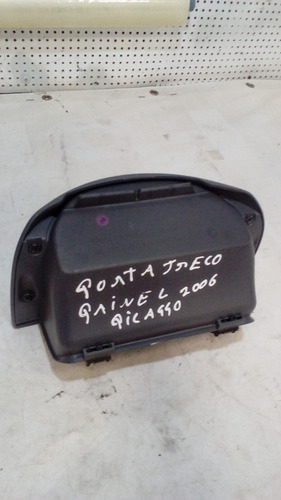 PORTA TRECO
PAINEL 2006
PICASSO